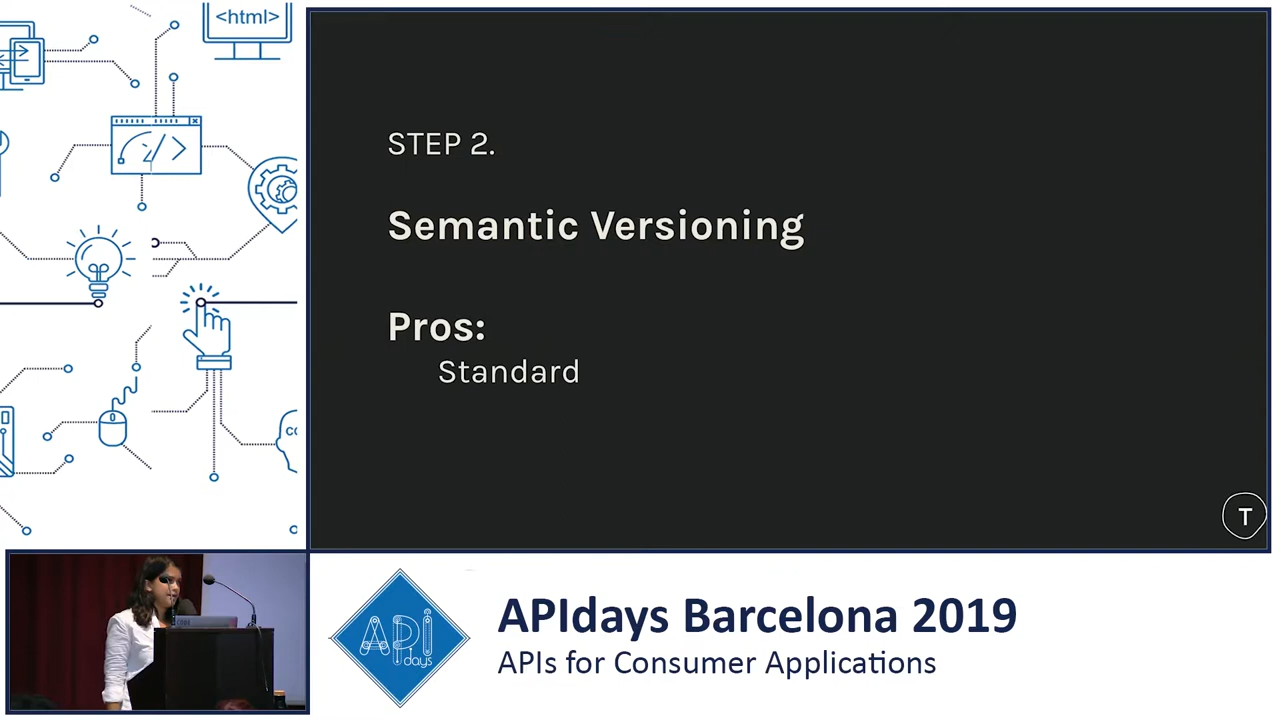 <html>
STEP 2.
Semantic Versioning
Pros:
Standard
T
API
days
APIdays Barcelona 2019
APIs for Consumer Applications